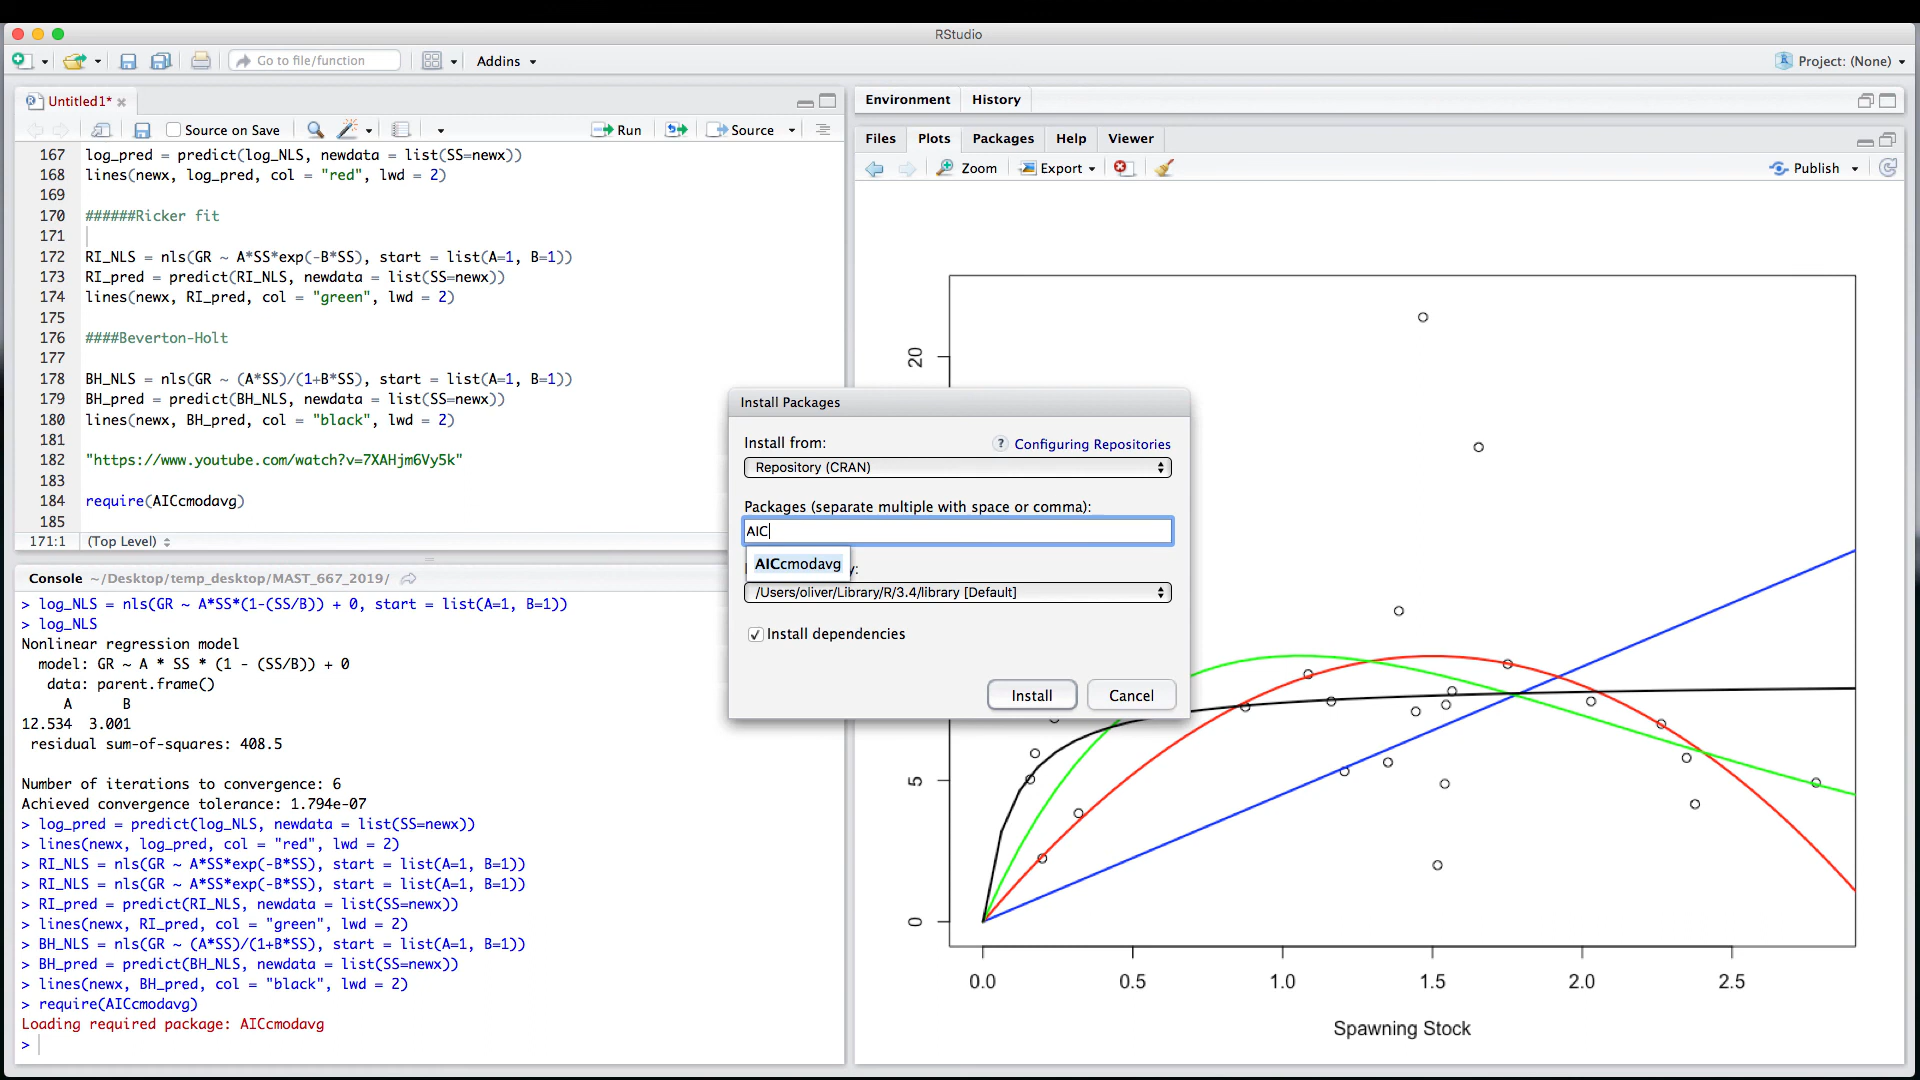 RStudio
Go to file/function
Addins
Project: (None)
Untitled1*
Source on Save
Run
Source
167 log_pred = predict(log_NLS, newdata = list(SS=newx))
168 lines(newx, log_pred, col = "red", lwd = 2)
169
170 ######Ricker fit
171
172 RI_NLS = nls(GR ~ A*SS*exp(-B*SS), start = list(A=1, B=1))
173 RI_pred = predict(RI_NLS, newdata = list(SS=newx))
174 lines(newx, RI_pred, col = "green", lwd = 2)
175
176 ####Beverton-Holt
177
178 BH_NLS = nls(GR ~ (A*SS)/(1+B*SS), start = list(A=1, B=1))
179 BH_pred = predict(BH_NLS, newdata = list(SS=newx))
180 lines(newx, BH_pred, col = "black", lwd = 2)
181
182 "https://www.youtube.com/watch?v=7XAHjm6Vy5k"
183
184 require(AICcmodavg)
185
171:1 (Top Level)
Console ~/Desktop/temp_desktop/MAST_667_2019/
> log_NLS = nls(GR ~ A*SS*(1-(SS/B)) + 0, start = list(A=1, B=1))
> log_NLS
Nonlinear regression model
model: GR ~ A * SS * (1 - (SS/B)) + 0
data: parent.frame()
A B
12.534 3.001
residual sum-of-squares: 408.5
Number of iterations to convergence: 6
Achieved convergence tolerance: 1.794e-07
> log_pred = predict(log_NLS, newdata = list(SS=newx))
> lines(newx, log_pred, col = "red", lwd = 2)
> RI_NLS = nls(GR ~ A*SS*exp(-B*SS), start = list(A=1, B=1))
> RI_NLS = nls(GR ~ A*SS*exp(-B*SS), start = list(A=1, B=1))
> RI_pred = predict(RI_NLS, newdata = list(SS=newx))
> lines(newx, RI_pred, col = "green", lwd = 2)
> BH_NLS = nls(GR ~ (A*SS)/(1+B*SS), start = list(A=1, B=1))
> BH_pred = predict(BH_NLS, newdata = list(SS=newx))
> lines(newx, BH_pred, col = "black", lwd = 2)
> require(AICcmodavg)
Loading required package: AICcmodavg
>
Environment History
Files Plots Packages Help Viewer
Zoom Export Publish
Install Packages
Install from:
? Configuring Repositories
Repository (CRAN)
Packages (separate multiple with space or comma):
AIC
AICcmodavg
y:
/Users/oliver/Library/R/3.4/library [Default]
Install dependencies
Install Cancel
20
5
0
0.0 0.5 1.0 1.5 2.0 2.5
Spawning Stock